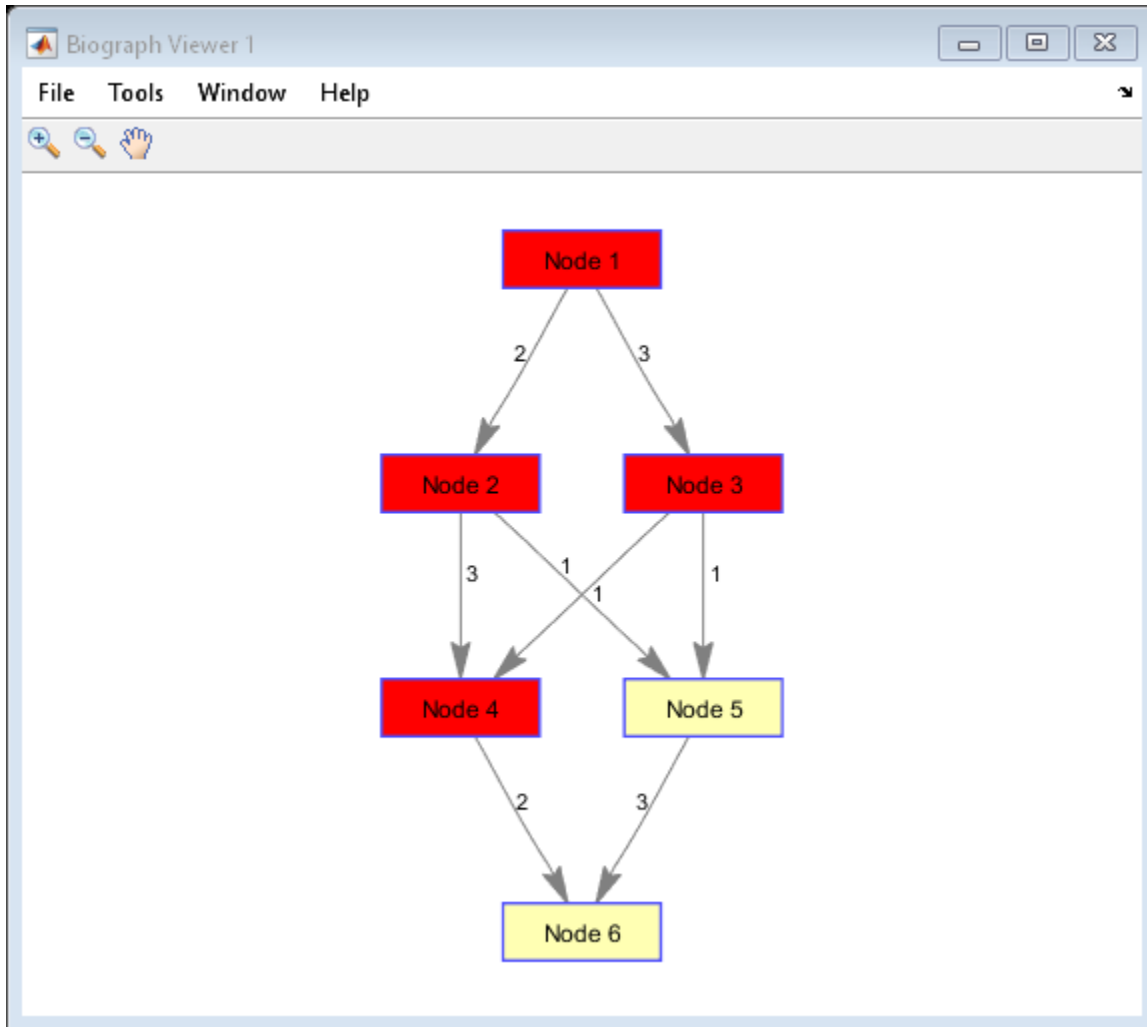 Biograph Viewer 1
File Tools Window Help
Node 1
2 3
Node 2 Node 3
3 1 1 1
Node 4 Node 5
2 3
Node 6